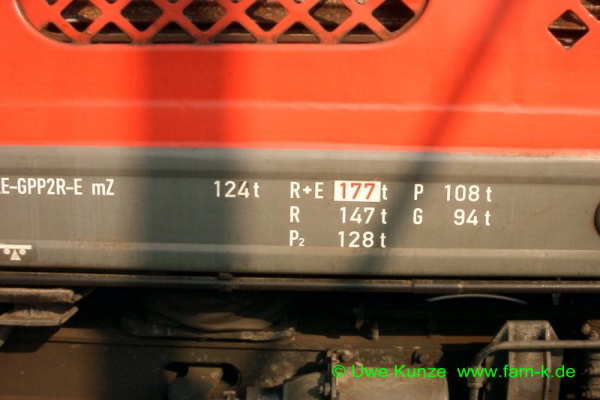 E-GPP2R-E mZ 124 t R+E 177 t P 108 t
R 147 t G 94 t
P2 128 t
© Uwe Kunze www.fam-k.de